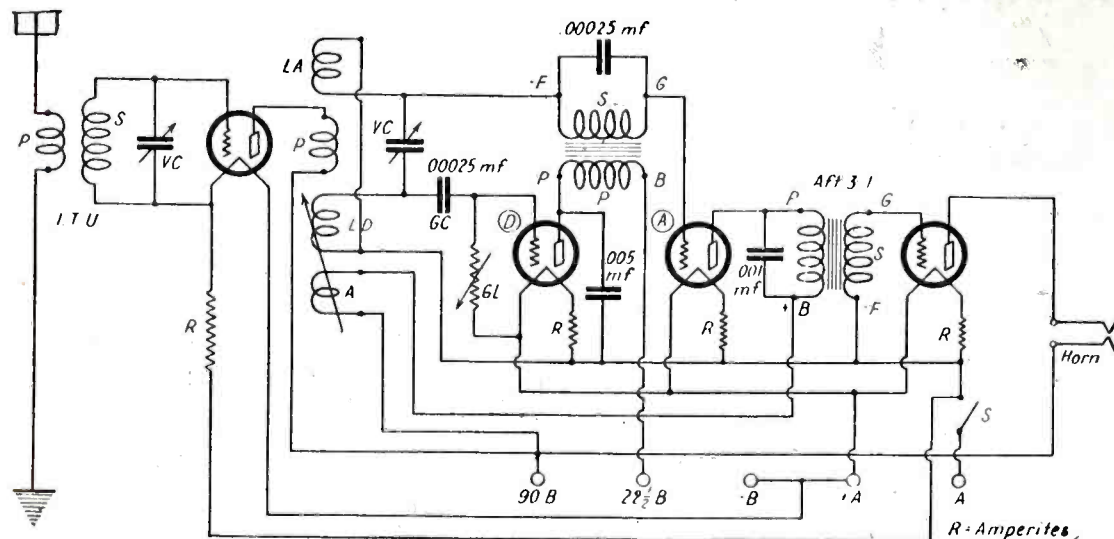 .00025 mf
LA
-F
G
S
P
S
VC
P
VC
.00025 mf
P
P
B
Aft 3-1
I.T.U
GC
D
A
P
G
LD
.005
mf
.001
mf
S
GL
A
+B
-F
R
R
R
R
Horn
S
90 B
22½ B
-B
+A
A
R=Amperites